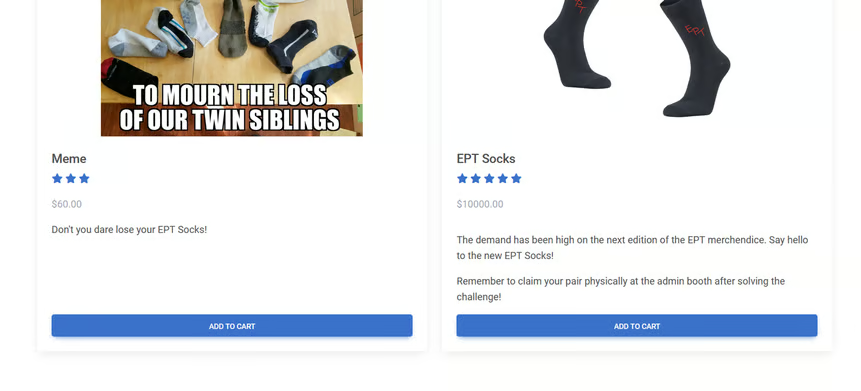 TO MOURN THE LOSS
OF OUR TWIN SIBLINGS
EPT
EPT
Meme
$60.00
Don't you dare lose your EPT Socks!
ADD TO CART
EPT Socks
$10000.00
The demand has been high on the next edition of the EPT merchendice. Say hello
to the new EPT Socks!
Remember to claim your pair physically at the admin booth after solving the
challenge!
ADD TO CART